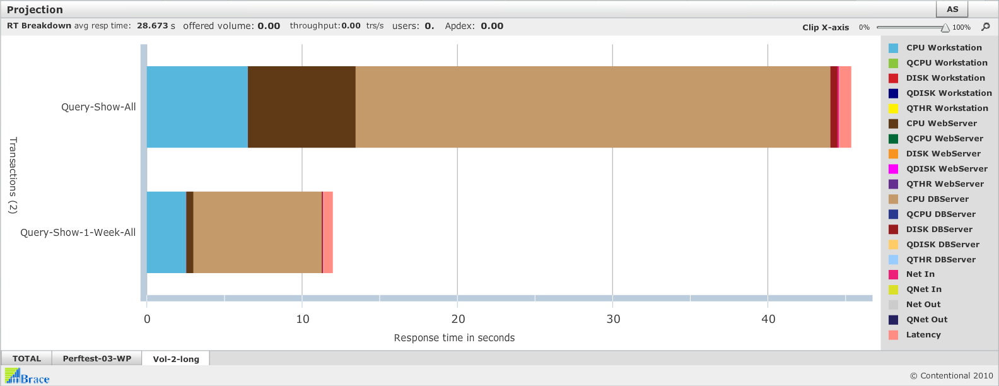 Projection
AS
RT Breakdown avg resp time: 28.673 s offered volume: 0.00 throughput:0.00 trs/s users: 0. Apdex: 0.00
Clip X-axis 0% 100%
CPU Workstation
QCPU Workstation
DISK Workstation
QDISK Workstation
QTHR Workstation
CPU WebServer
QCPU WebServer
DISK WebServer
QDISK WebServer
QTHR WebServer
CPU DBServer
QCPU DBServer
DISK DBServer
QDISK DBServer
QTHR DBServer
Net In
QNet In
Net Out
QNet Out
Latency
Transactions (2)
Query-Show-All
Query-Show-1-Week-All
0 10 20 30 40
Response time in seconds
TOTAL Perftest-03-WP Vol-2-long
Brace
© Contentional 2010